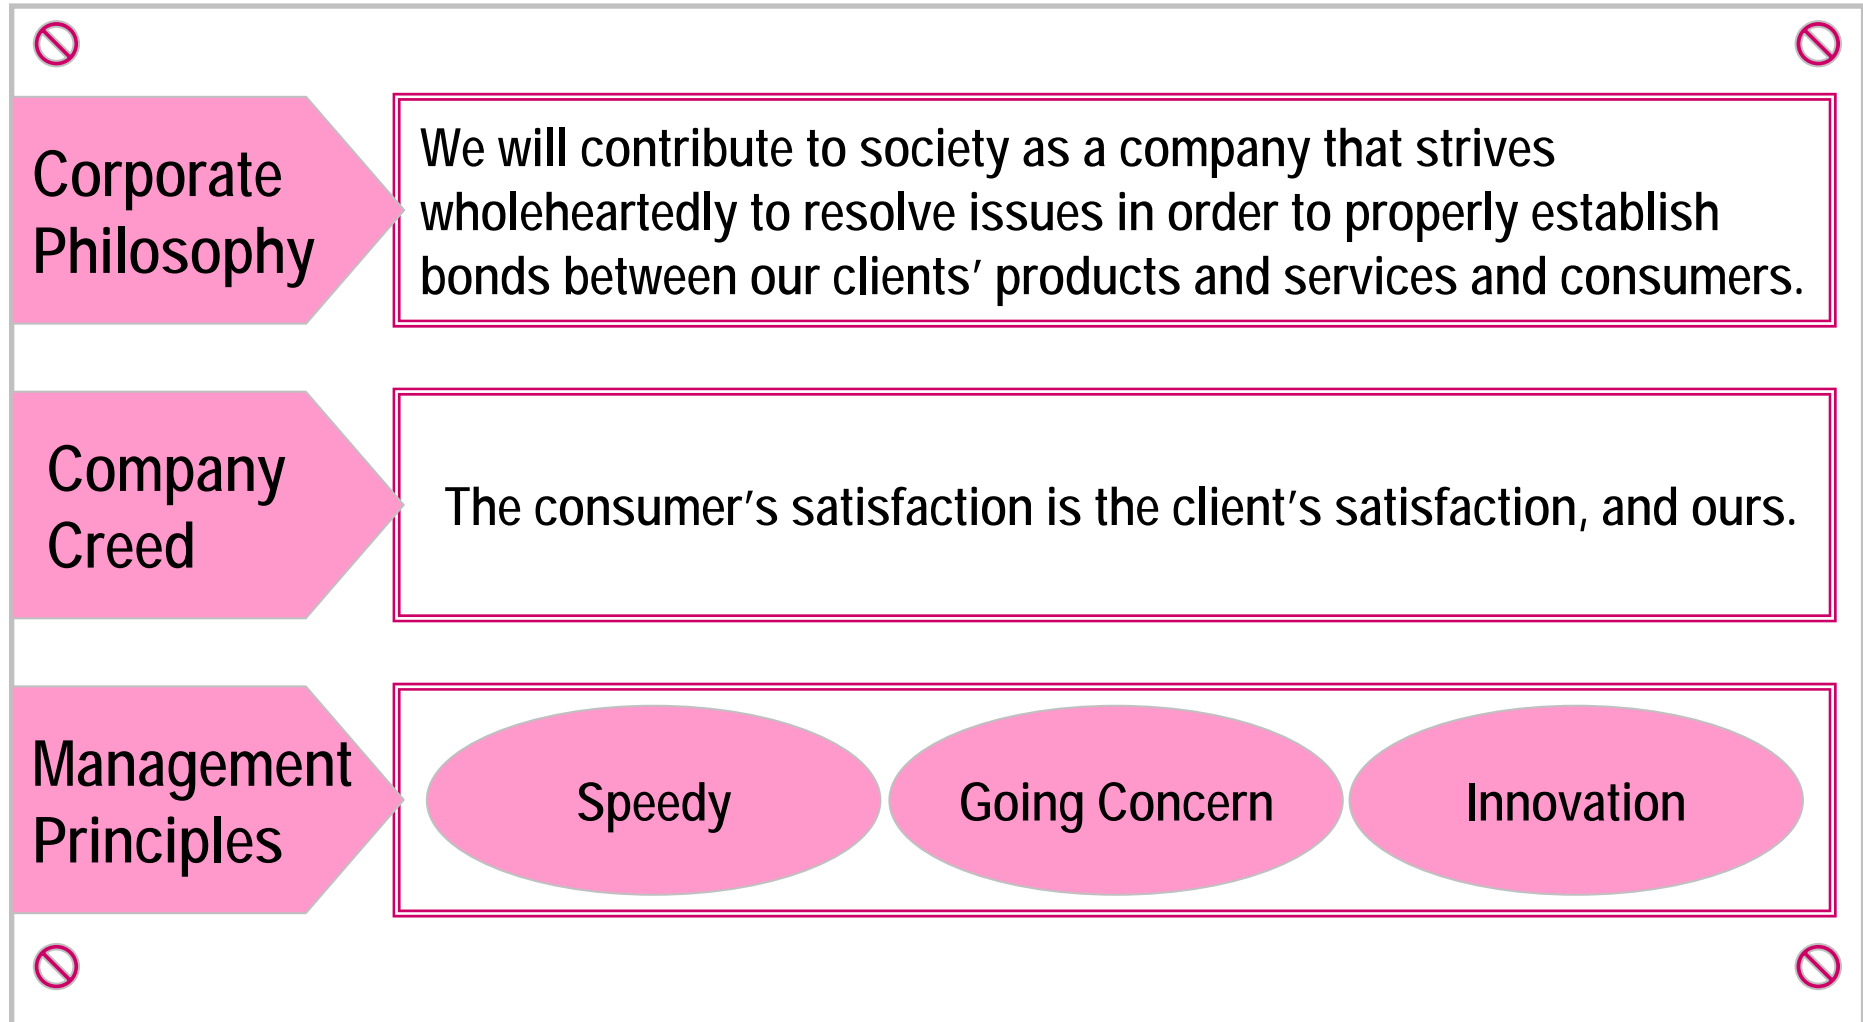 Corporate
Philosophy
We will contribute to society as a company that strives
wholeheartedly to resolve issues in order to properly establish
bonds between our clients’ products and services and consumers.
Company
Creed
The consumer’s satisfaction is the client’s satisfaction, and ours.
Management
Principles
Speedy
Going Concern
Innovation